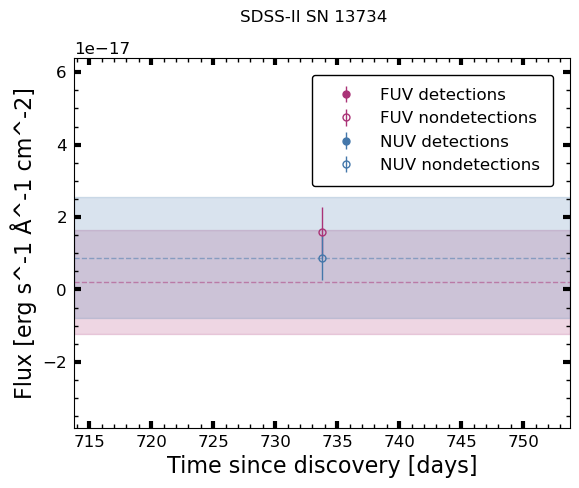 SDSS-II SN 13734
1e−17
6
4
2
0
−2
Flux [erg s^-1 Å^-1 cm^-2]
FUV detections
FUV nondetections
NUV detections
NUV nondetections
715 720 725 730 735 740 745 750
Time since discovery [days]